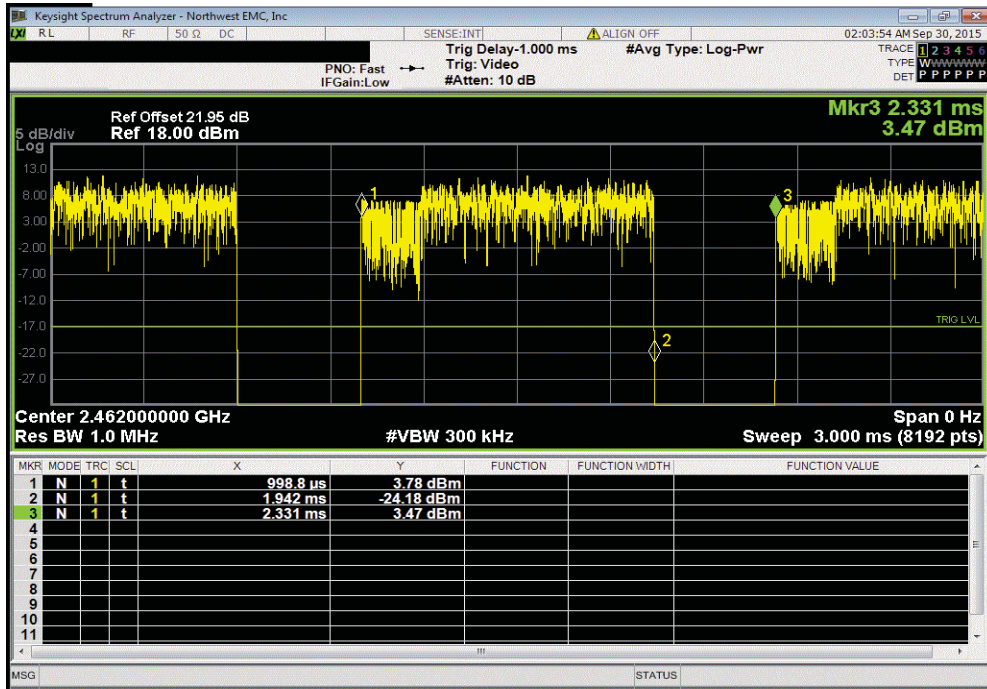 Keysight Spectrum Analyzer - Northwest EMC, Inc
LXI RL RF 50 Ω DC SENSE:INT ALIGN OFF 02:03:54 AM Sep 30, 2015
Trig Delay-1.000 ms #Avg Type: Log-Pwr TRACE 1 2 3 4 5 6
PNO: Fast Trig: Video TYPE WWWWWW
IFGain:Low #Atten: 10 dB DET P P P P P P
Mkr3 2.331 ms
3.47 dBm
Ref Offset 21.95 dB
5 dB/div Ref 18.00 dBm
Log
13.0
8.00
3.00
-2.00
-7.00
-12.0
-17.0
-22.0
-27.0
1
2
3
TRIG LVL
Center 2.462000000 GHz Span 0 Hz
Res BW 1.0 MHz #VBW 300 kHz Sweep 3.000 ms (8192 pts)
MKR MODE TRC SCL X Y FUNCTION FUNCTION WIDTH FUNCTION VALUE
1 N 1 t 998.8 µs 3.78 dBm
2 N 1 t 1.942 ms -24.18 dBm
3 N 1 t 2.331 ms 3.47 dBm
4
5
6
7
8
9
10
11
MSG STATUS